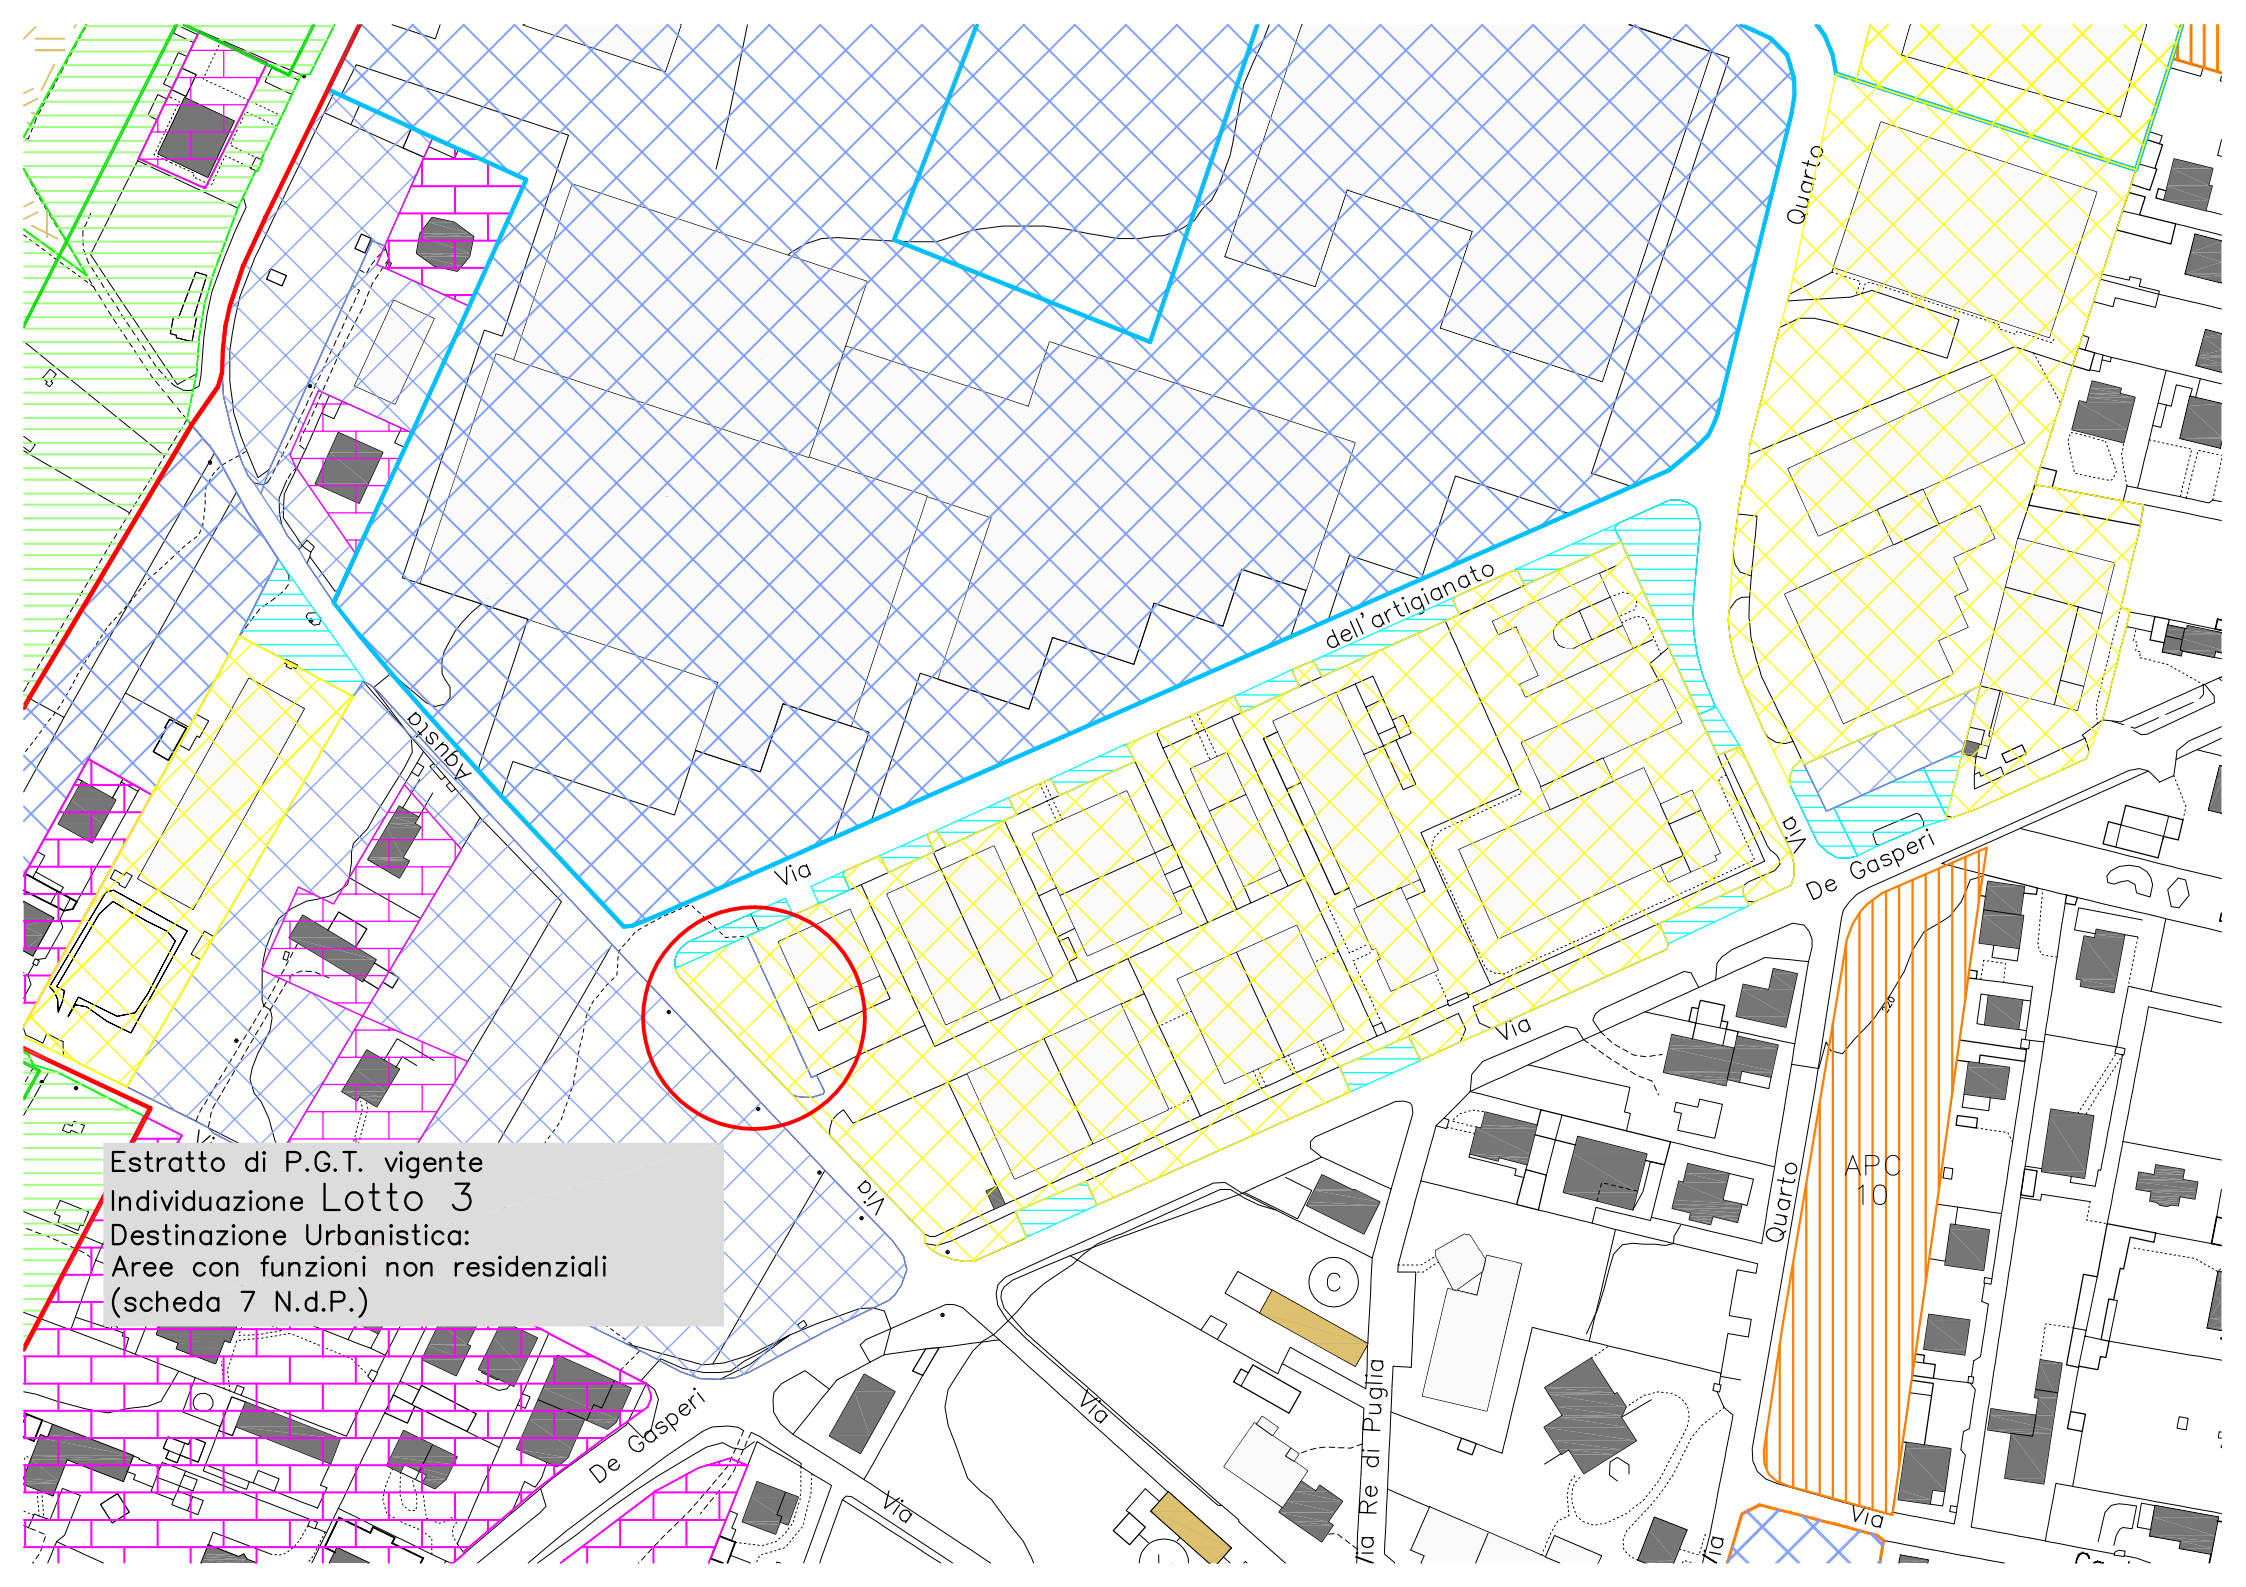 Quarto
dell'artigianato
Agusta
Via
Via
De Gasperi
Via
Estratto di P.G.T. vigente
Individuazione Lotto 3
Destinazione Urbanistica:
Aree con funzioni non residenziali
(scheda 7 N.d.P.)
Via
APC
10
Quarto
C
Via Re di Puglia
De Gasperi
Via
Via
Via
Via